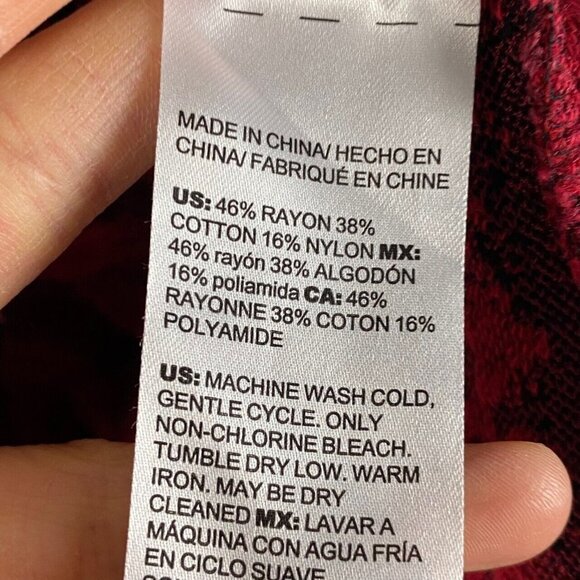 MADE IN CHINA/ HECHO EN
CHINA/ FABRIQUÉ EN CHINE
US: 46% RAYON 38%
COTTON 16% NYLON MX:
46% rayón 38% ALGODÓN
16% poliamida CA: 46%
RAYONNE 38% COTON 16%
POLYAMIDE
US: MACHINE WASH COLD,
GENTLE CYCLE. ONLY
NON-CHLORINE BLEACH.
TUMBLE DRY LOW. WARM
IRON. MAY BE DRY
CLEANED MX: LAVAR A
MÁQUINA CON AGUA FRÍA
EN CICLO SUAVE